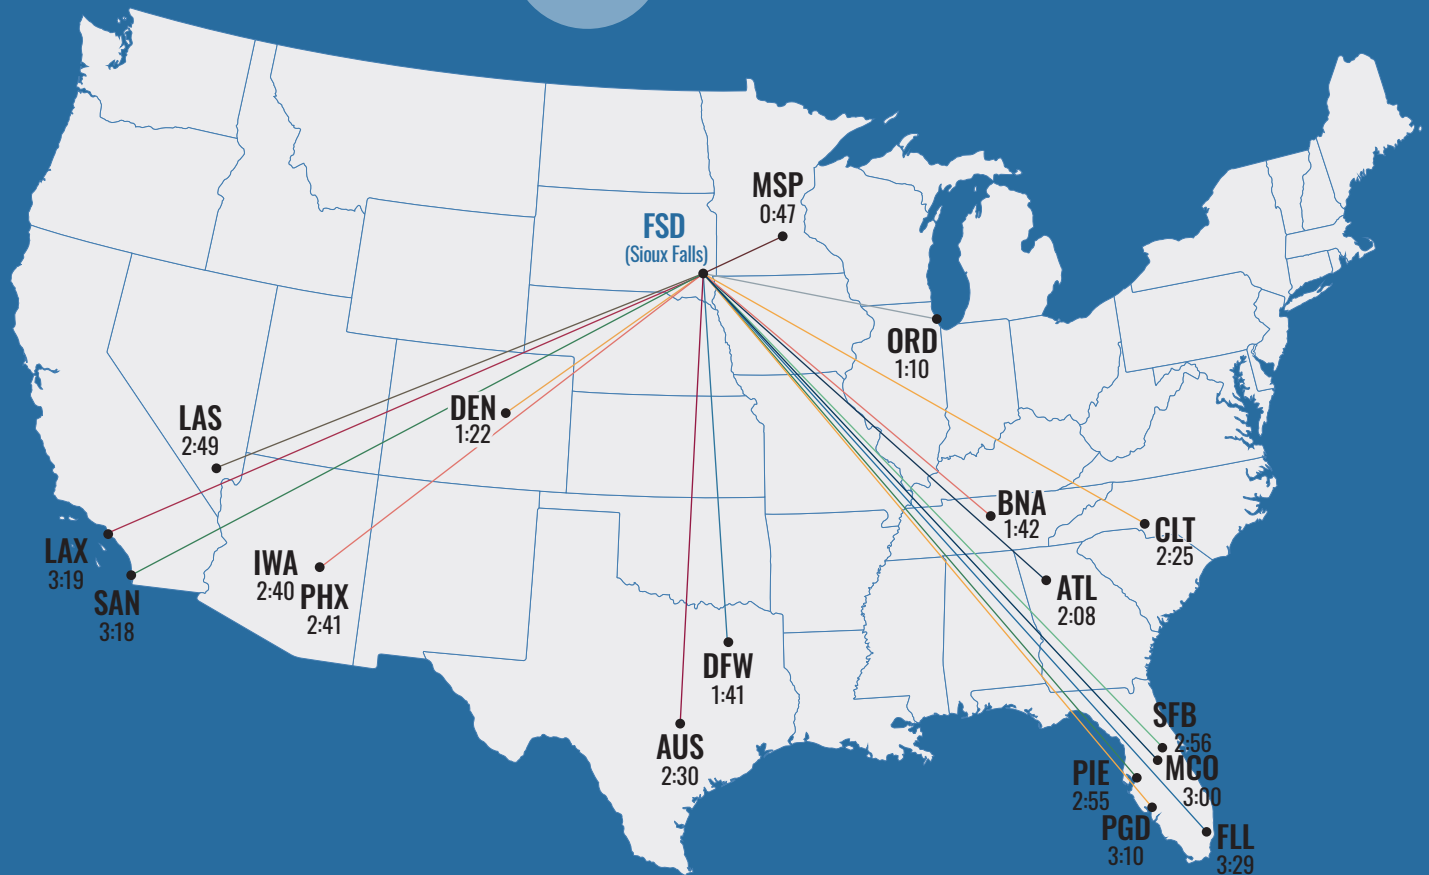 MSP
0:47
FSD
(Sioux Falls)
ORD
1:10
DEN
1:22
LAS
2:49
BNA
1:42
CLT
2:25
LAX
3:19
SAN
3:18
IWA
2:40
PHX
2:41
ATL
2:08
DFW
1:41
AUS
2:30
SFB
2:56
MCO
3:00
PIE
2:55
PGD
3:10
FLL
3:29